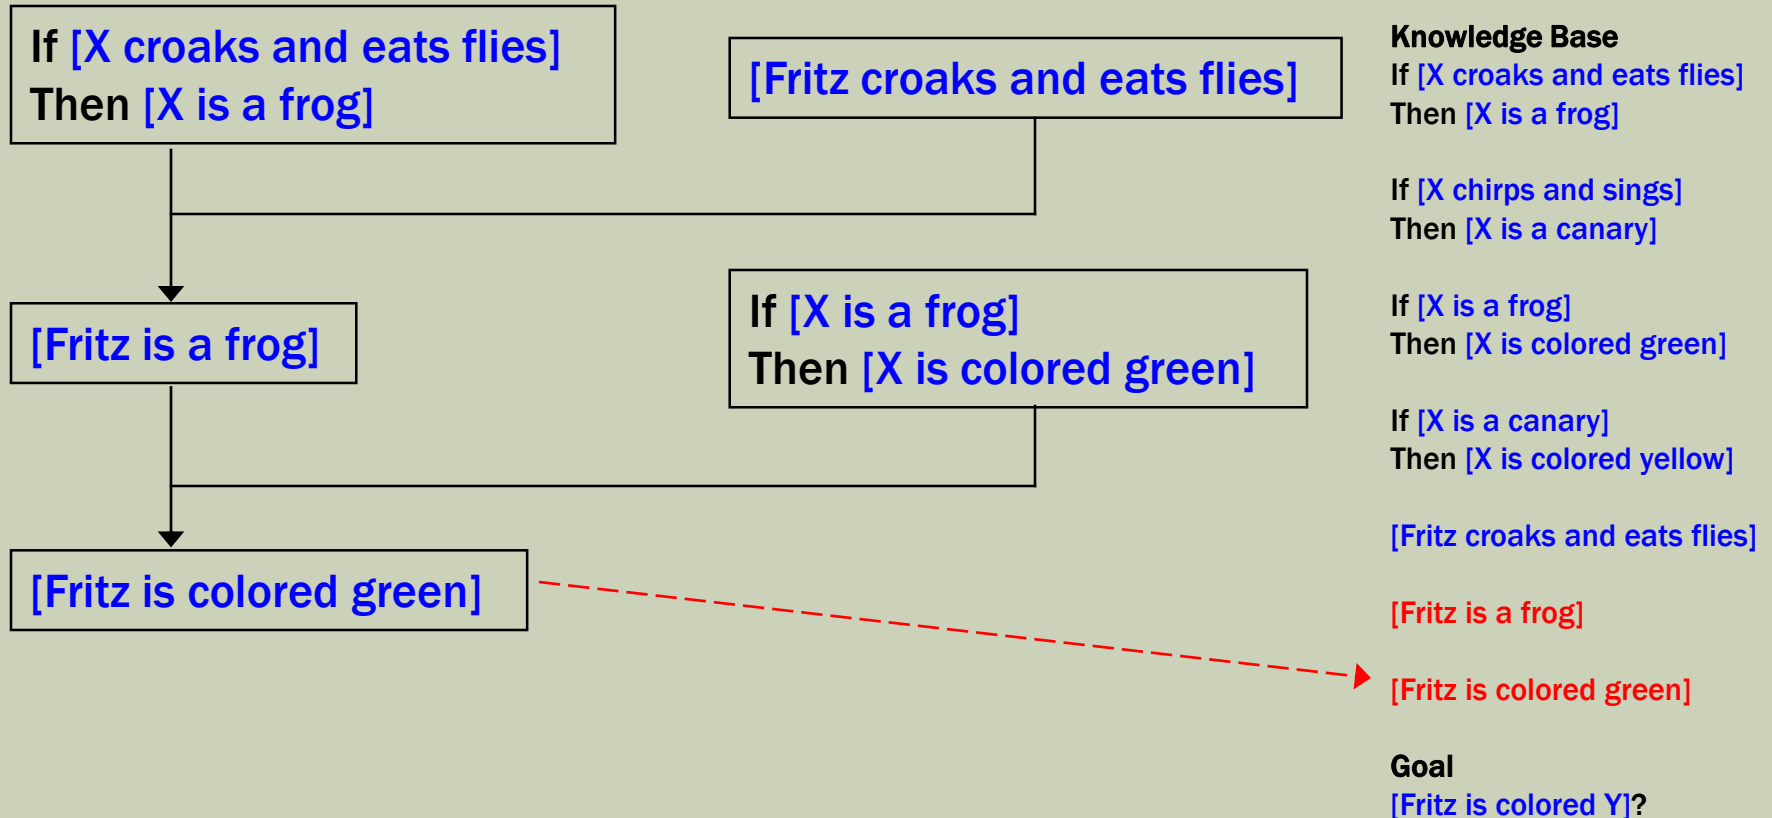 If [X croaks and eats flies]
Then [X is a frog]
[Fritz croaks and eats flies]
[Fritz is a frog]
If [X is a frog]
Then [X is colored green]
[Fritz is colored green]
Knowledge Base
If [X croaks and eats flies]
Then [X is a frog]
If [X chirps and sings]
Then [X is a canary]
If [X is a frog]
Then [X is colored green]
If [X is a canary]
Then [X is colored yellow]
[Fritz croaks and eats flies]
[Fritz is a frog]
[Fritz is colored green]
Goal
[Fritz is colored Y]?